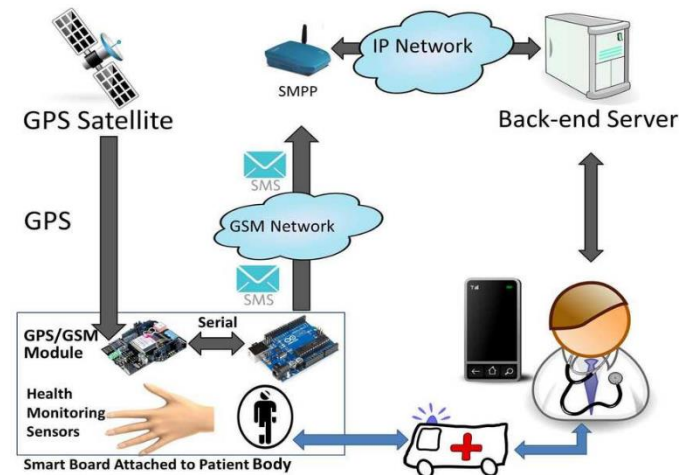 IP Network
SMPP
GPS Satellite
Back-end Server
SMS
GPS
GSM Network
SMS
GPS/GSM
Module
Serial
Health
Monitoring
Sensors
Smart Board Attached to Patient Body